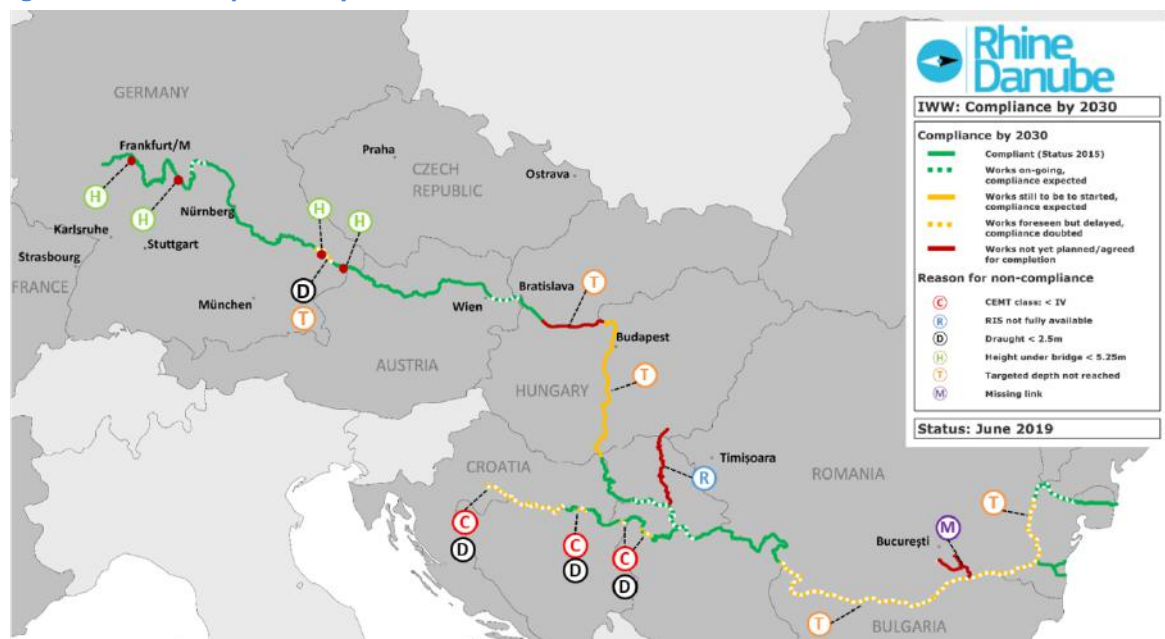 GERMANY
Frankfurt/M
Praha
CZECH
REPUBLIC
Ostrava
H
H
Nürnberg
H
H
Karlsruhe
Stuttgart
Strasbourg
FRANCE
München
D
T
Wien
Bratislava
T
Budapest
AUSTRIA
HUNGARY
T
CROATIA
Timișoara
ROMANIA
R
C
D
C
D
C
D
București
M
T
T
BULGARIA
Rhine
Danube
IWW: Compliance by 2030
Compliance by 2030
Compliant (Status 2015)
Works on-going,
compliance expected
Works still to be to started,
compliance expected
Works foreseen but delayed,
compliance doubted
Works not yet planned/agreed
for completion
Reason for non-compliance
C CEMT class: < IV
R RIS not fully available
D Draught < 2.5m
H Height under bridge < 5.25m
T Targeted depth not reached
M Missing link
Status: June 2019